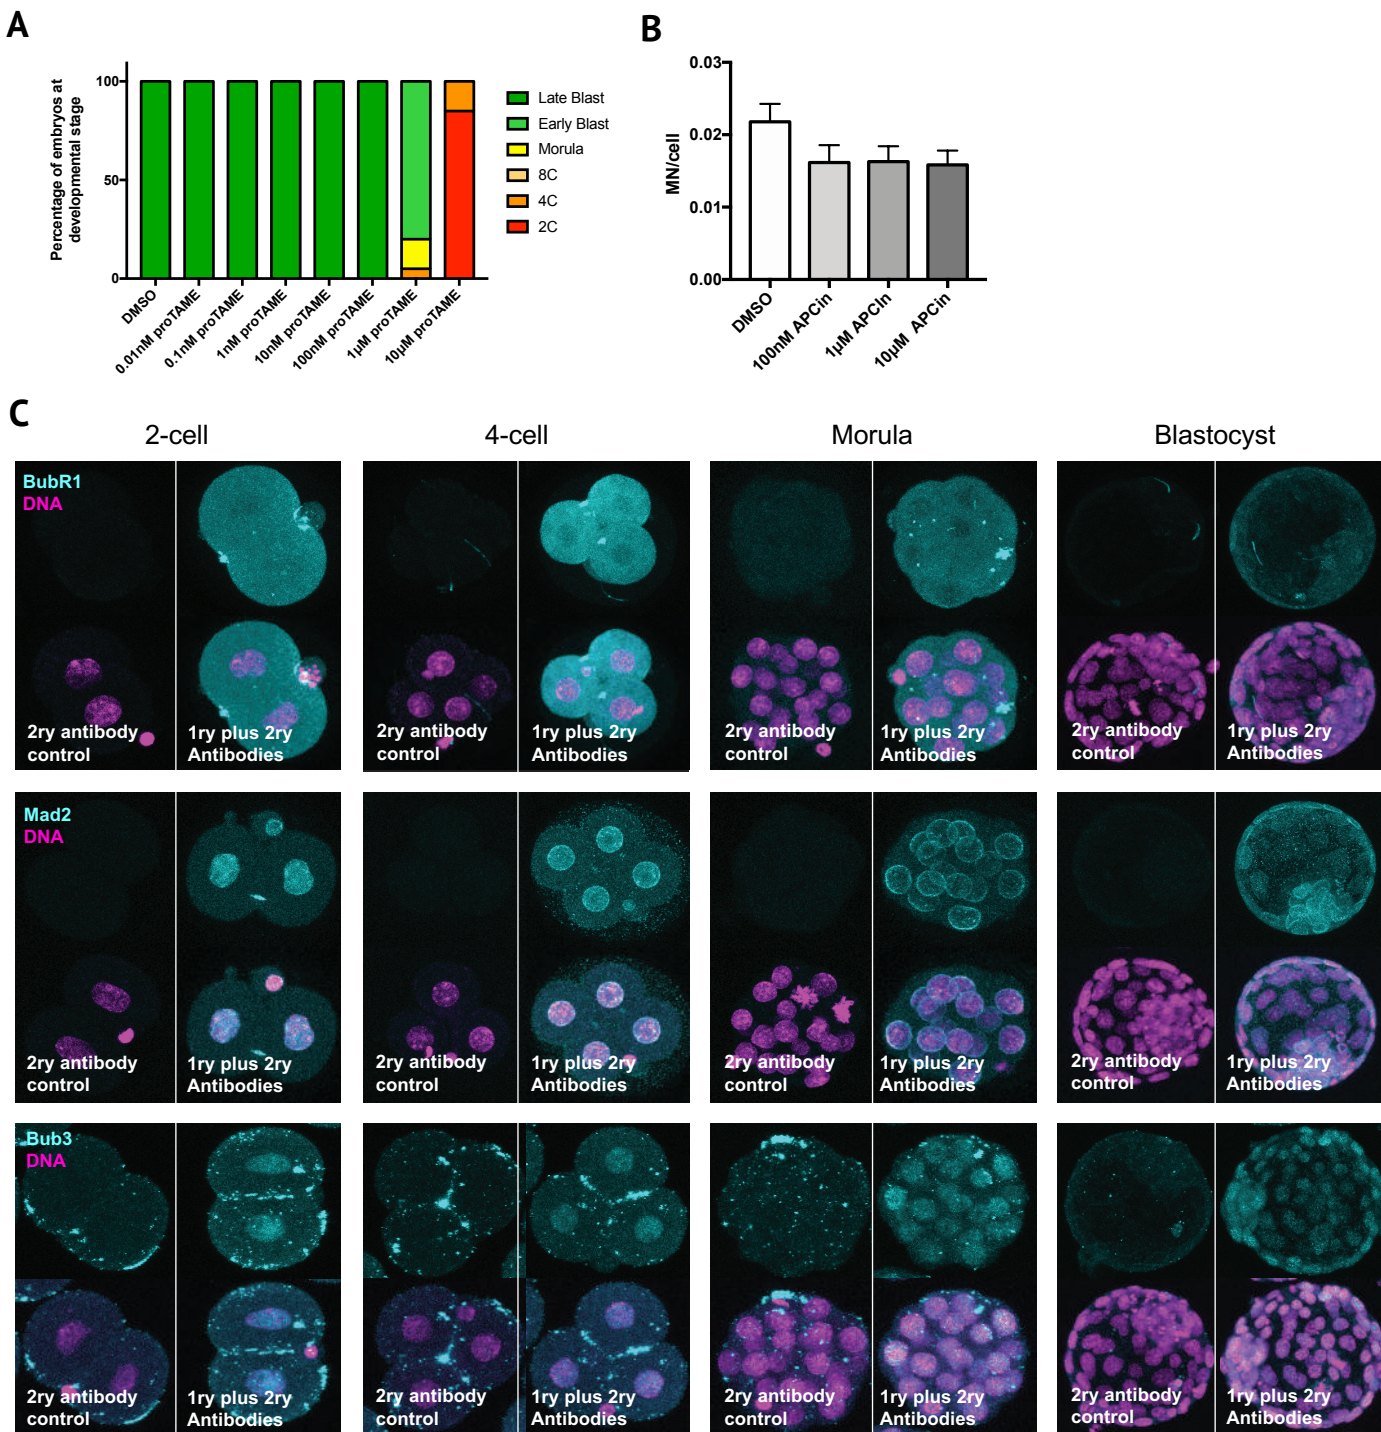 A
Percentage of embryos at
developmental stage
100
50
0
DMSO
0.01nM proTAME
0.1nM proTAME
1nM proTAME
10nM proTAME
100nM proTAME
1µM proTAME
10µM proTAME
Late Blast
Early Blast
Morula
8C
4C
2C
B
MN/cell
0.03
0.02
0.01
0.00
DMSO
100nM APCin
1µM APCIn
10µM APCin
C
2-cell
4-cell
Morula
Blastocyst
BubR1
DNA
2ry antibody
control
1ry plus 2ry
Antibodies
2ry antibody
control
1ry plus 2ry
Antibodies
2ry antibody
control
1ry plus 2ry
Antibodies
2ry antibody
control
1ry plus 2ry
Antibodies
Mad2
DNA
2ry antibody
control
1ry plus 2ry
Antibodies
2ry antibody
control
1ry plus 2ry
Antibodies
2ry antibody
control
1ry plus 2ry
Antibodies
2ry antibody
control
1ry plus 2ry
Antibodies
Bub3
DNA
2ry antibody
control
1ry plus 2ry
Antibodies
2ry antibody
control
1ry plus 2ry
Antibodies
2ry antibody
control
1ry plus 2ry
Antibodies
2ry antibody
control
1ry plus 2ry
Antibodies